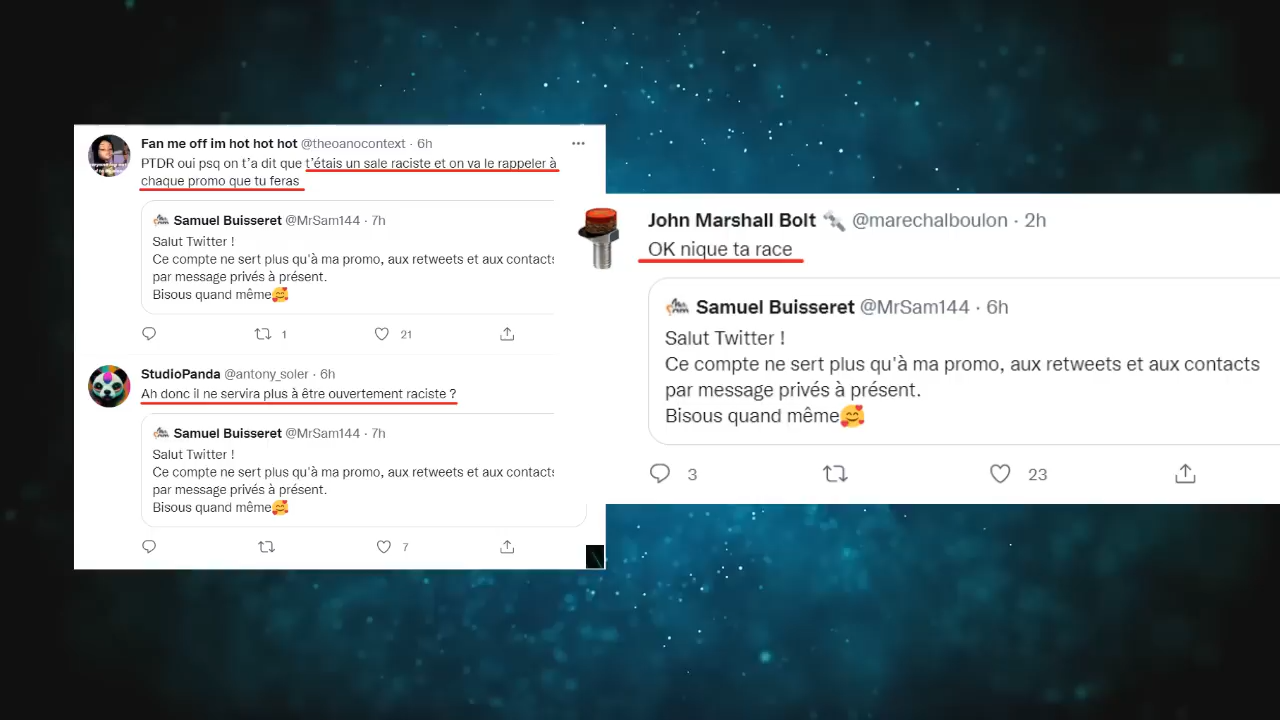 Fan me off im hot hot hot @theoanocontext · 6h
PTDR oui psq on t'a dit que t'étais un sale raciste et on va le rappeler à
chaque promo que tu feras
Samuel Buisseret @MrSam144 · 7h
Salut Twitter !
Ce compte ne sert plus qu'à ma promo, aux retweets et aux contacts
par message privés à présent.
Bisous quand même🥰
1 21
StudioPanda @antony_soler · 6h
Ah donc il ne servira plus à être ouvertement raciste ?
Samuel Buisseret @MrSam144 · 7h
Salut Twitter !
Ce compte ne sert plus qu'à ma promo, aux retweets et aux contacts
par message privés à présent.
Bisous quand même🥰
7
John Marshall Bolt 🔩 @marechalboulon · 2h
OK nique ta race
Samuel Buisseret @MrSam144 · 6h
Salut Twitter !
Ce compte ne sert plus qu'à ma promo, aux retweets et aux contacts
par message privés à présent.
Bisous quand même🥰
3 23